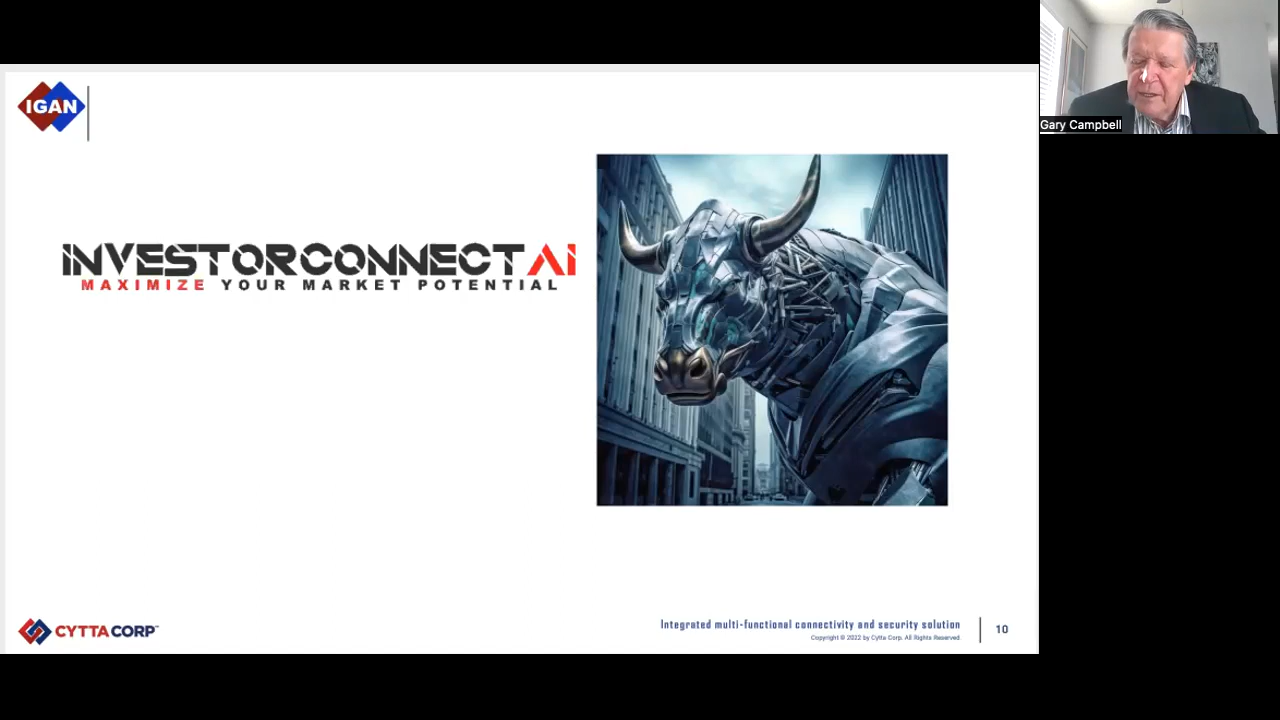 IGAN
Gary Campbell
INVESTORCONNECTAI
MAXIMIZE YOUR MARKET POTENTIAL
CYTTA CORP™
Integrated multi-functional connectivity and security solution
Copyright © 2022 by Cytta Corp. All Rights Reserved.
10